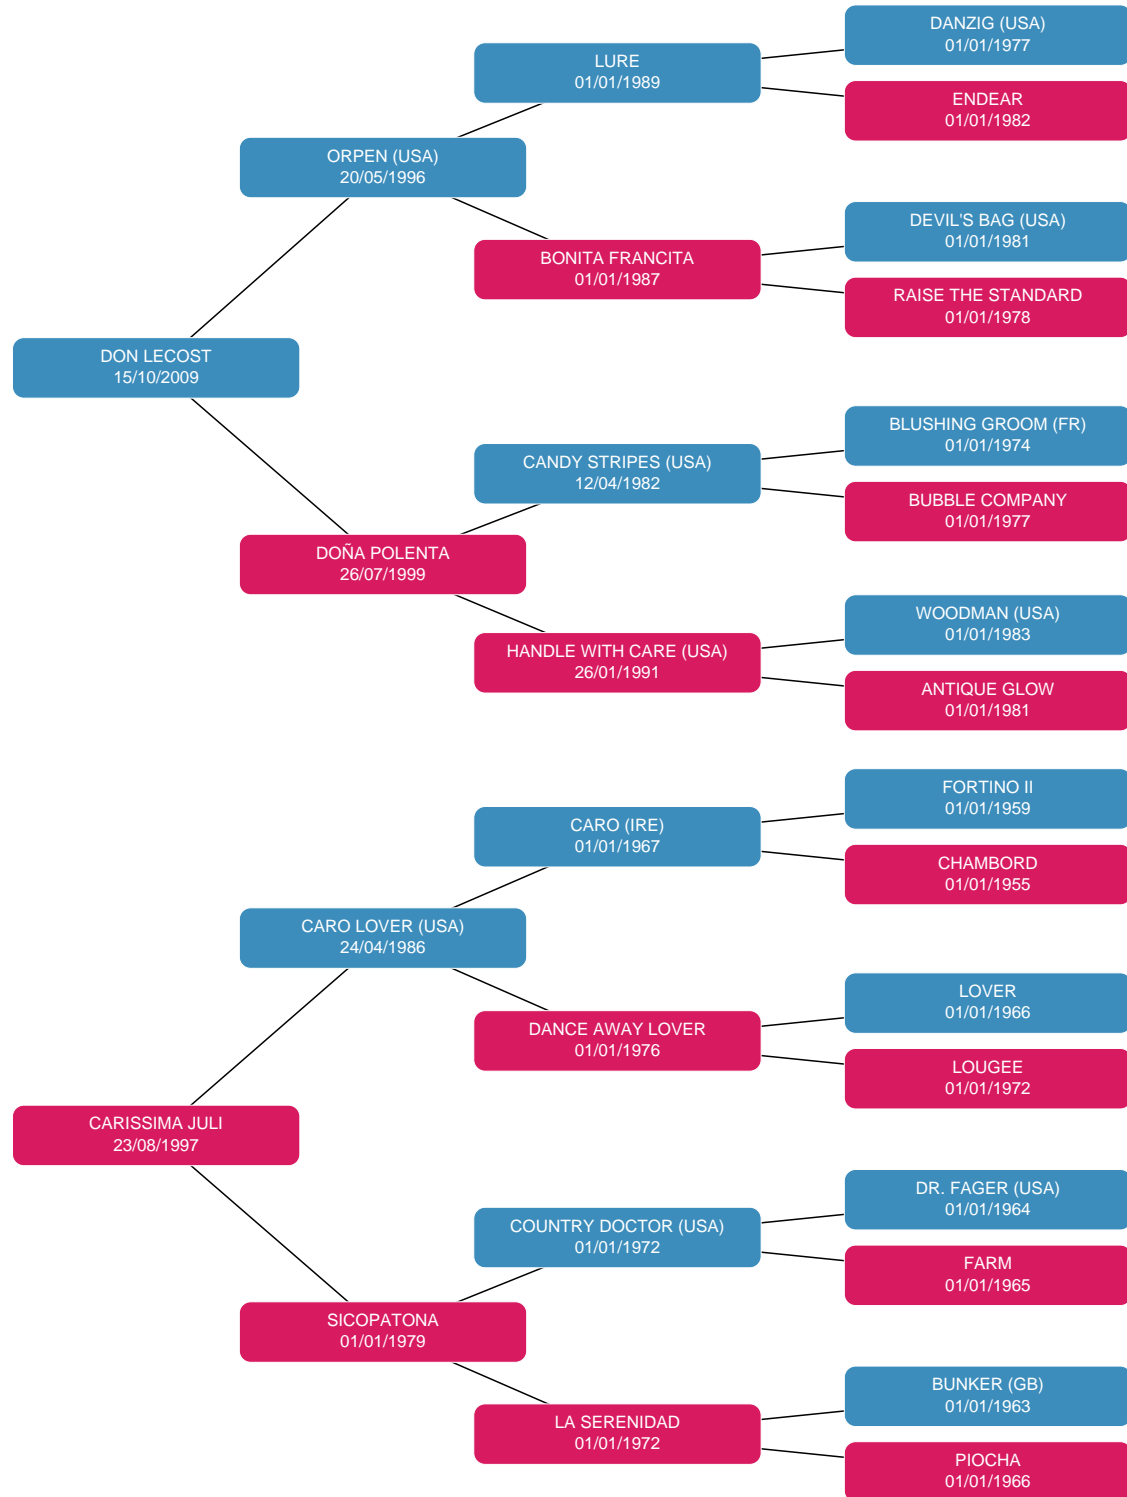 DANZIG (USA)
01/01/1977
LURE
01/01/1989
ENDEAR
01/01/1982
ORPEN (USA)
20/05/1996
DEVIL'S BAG (USA)
01/01/1981
BONITA FRANCITA
01/01/1987
RAISE THE STANDARD
01/01/1978
DON LECOST
15/10/2009
BLUSHING GROOM (FR)
01/01/1974
CANDY STRIPES (USA)
12/04/1982
BUBBLE COMPANY
01/01/1977
DOÑA POLENTA
26/07/1999
WOODMAN (USA)
01/01/1983
HANDLE WITH CARE (USA)
26/01/1991
ANTIQUE GLOW
01/01/1981
FORTINO II
01/01/1959
CARO (IRE)
01/01/1967
CHAMBORD
01/01/1955
CARO LOVER (USA)
24/04/1986
LOVER
01/01/1966
DANCE AWAY LOVER
01/01/1976
LOUGEE
01/01/1972
CARISSIMA JULI
23/08/1997
DR. FAGER (USA)
01/01/1964
COUNTRY DOCTOR (USA)
01/01/1972
FARM
01/01/1965
SICOPATONA
01/01/1979
BUNKER (GB)
01/01/1963
LA SERENIDAD
01/01/1972
PIOCHA
01/01/1966